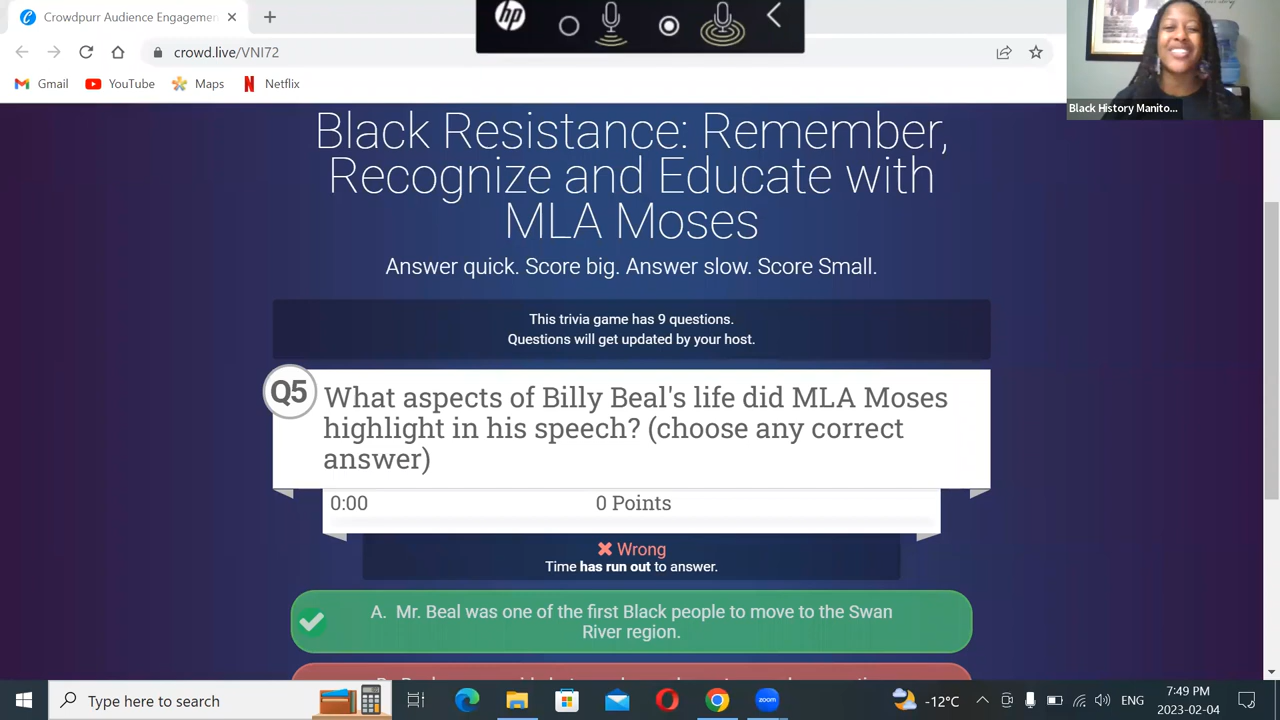 Crowdpurr Audience Engagemen
hp
crowd.live/VNI72
Gmail
YouTube
Maps
Netflix
Black History Manito...
Black Resistance: Remember,
Recognize and Educate with
MLA Moses
Answer quick. Score big. Answer slow. Score Small.
This trivia game has 9 questions.
Questions will get updated by your host.
Q5
What aspects of Billy Beal's life did MLA Moses
highlight in his speech? (choose any correct
answer)
0:00
0 Points
Wrong
Time has run out to answer.
A. Mr. Beal was one of the first Black people to move to the Swan
River region.
Type here to search
zoom
-12°C
ENG
7:49 PM
2023-02-04